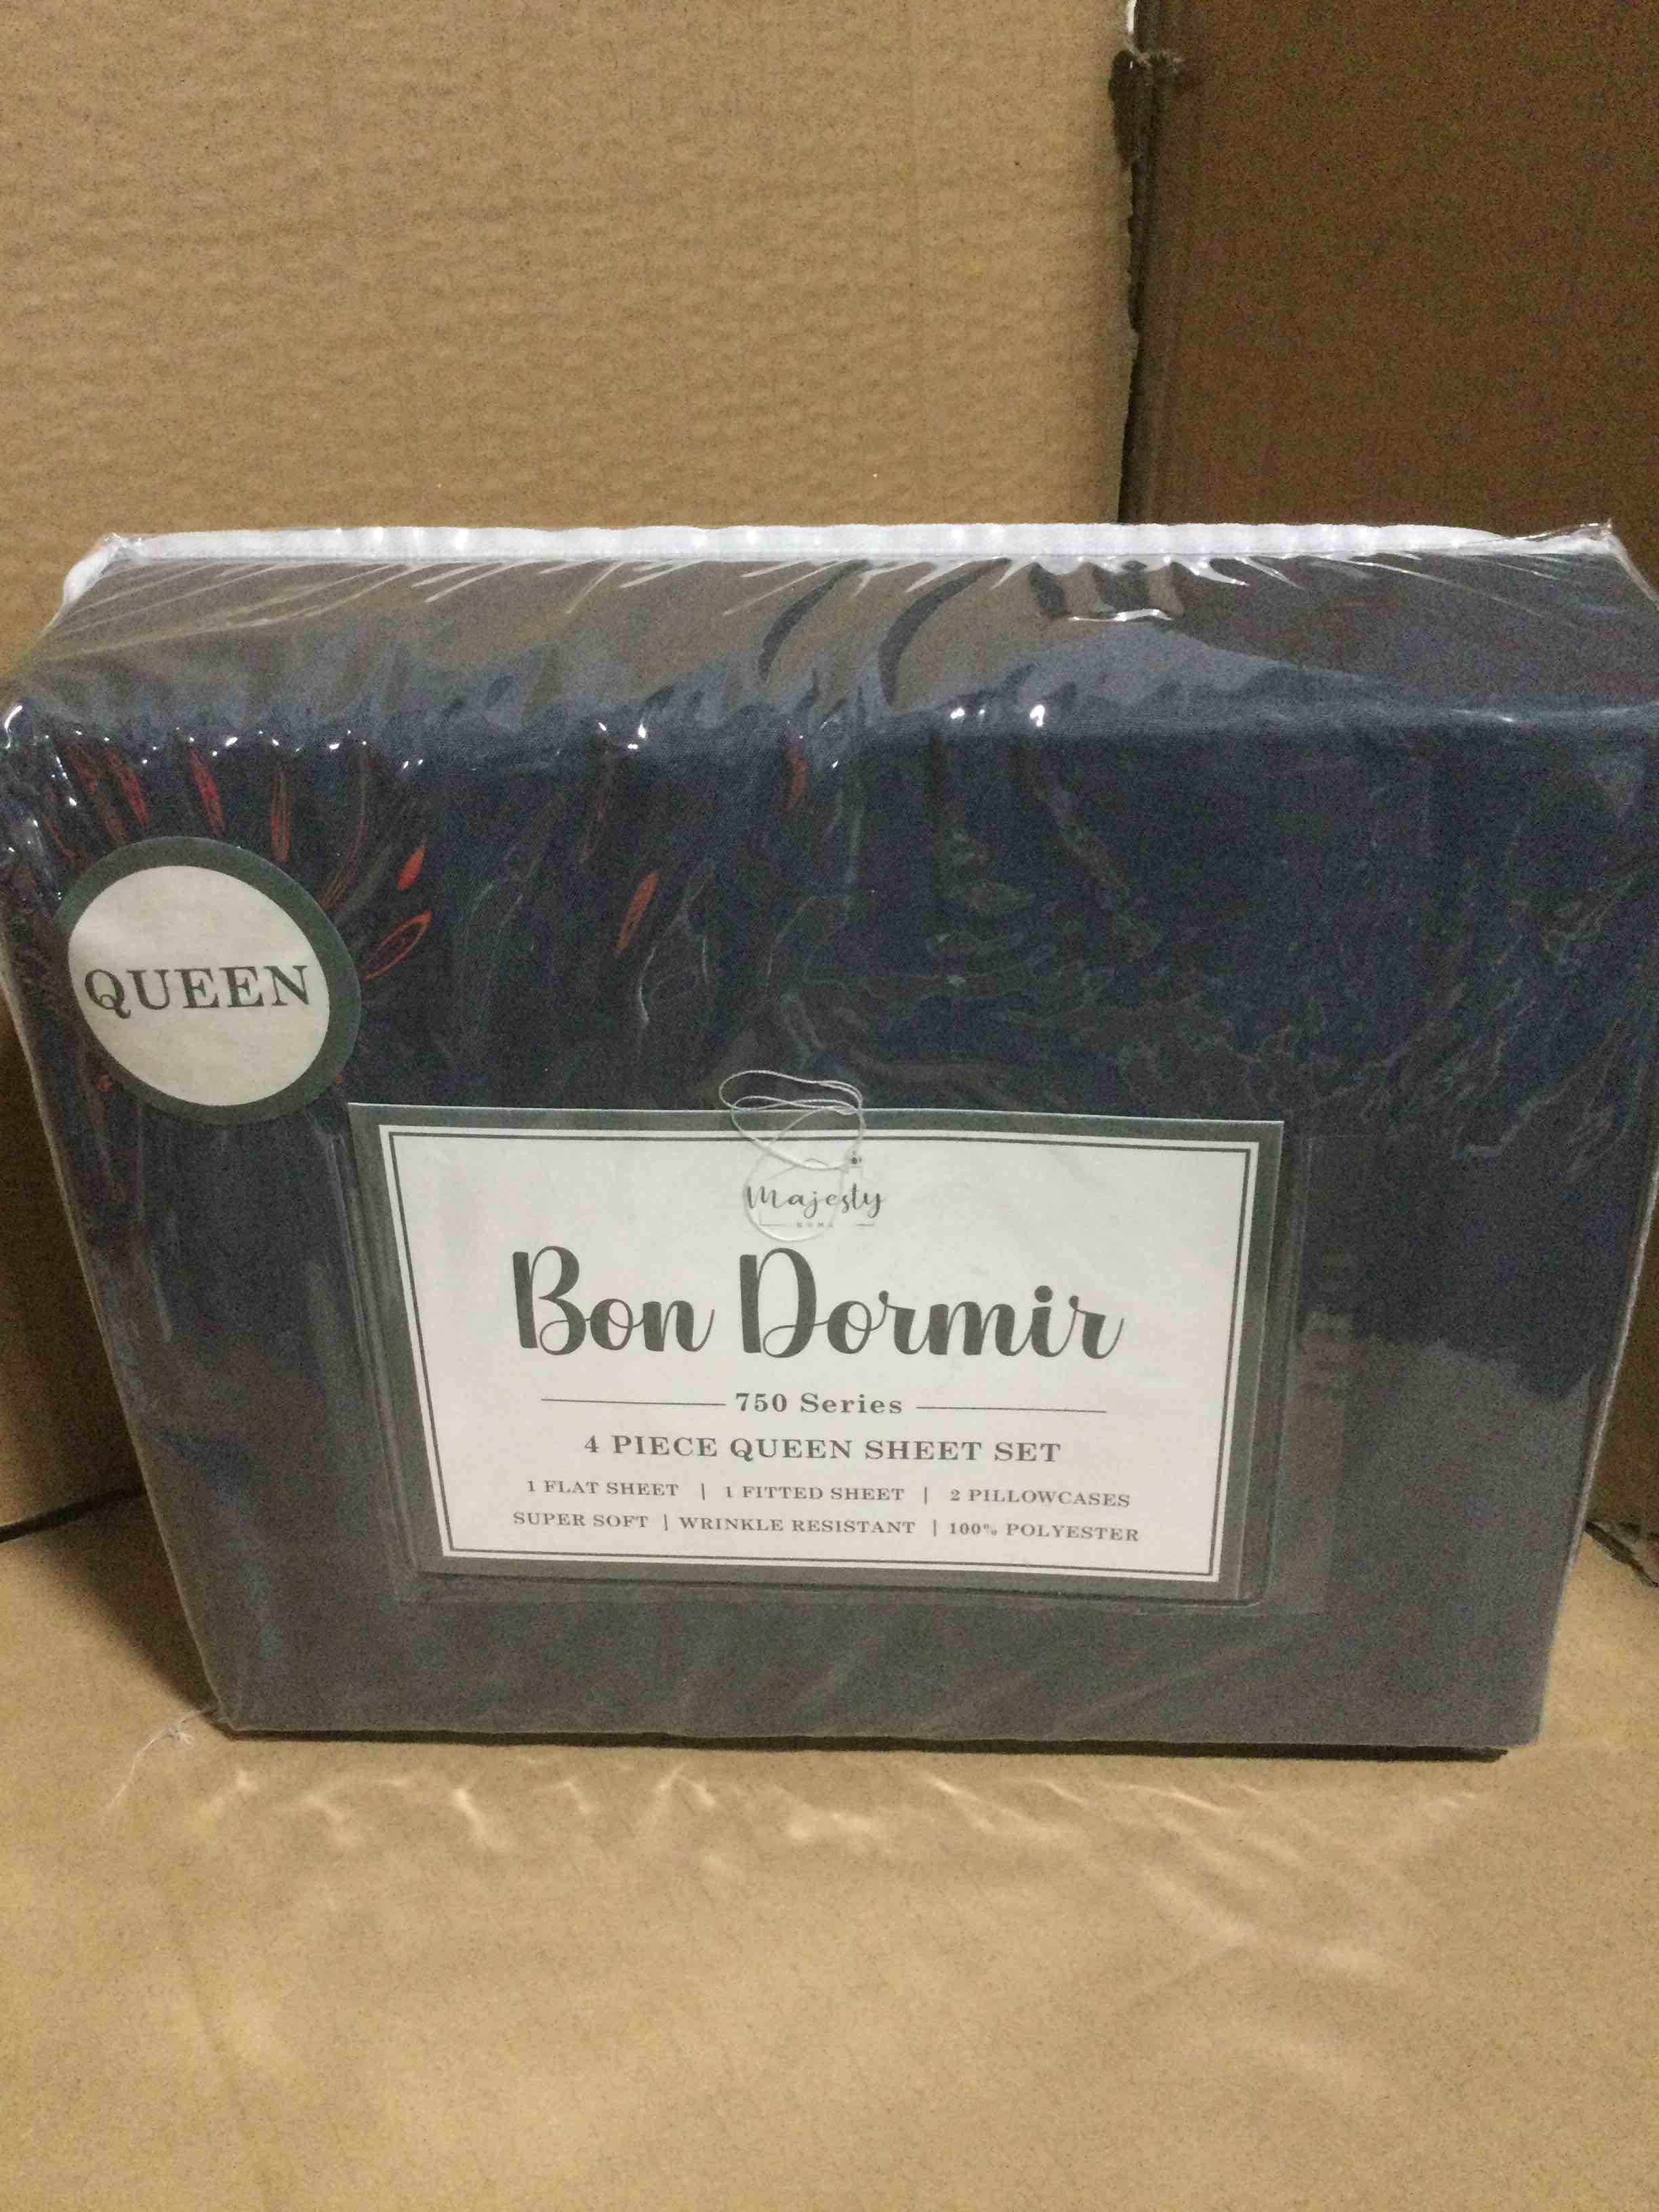 QUEEN
Majesty
HOME
Bon Dormir
750 Series
4 PIECE QUEEN SHEET SET
1 FLAT SHEET | 1 FITTED SHEET | 2 PILLOWCASES
SUPER SOFT | WRINKLE RESISTANT | 100% POLYESTER